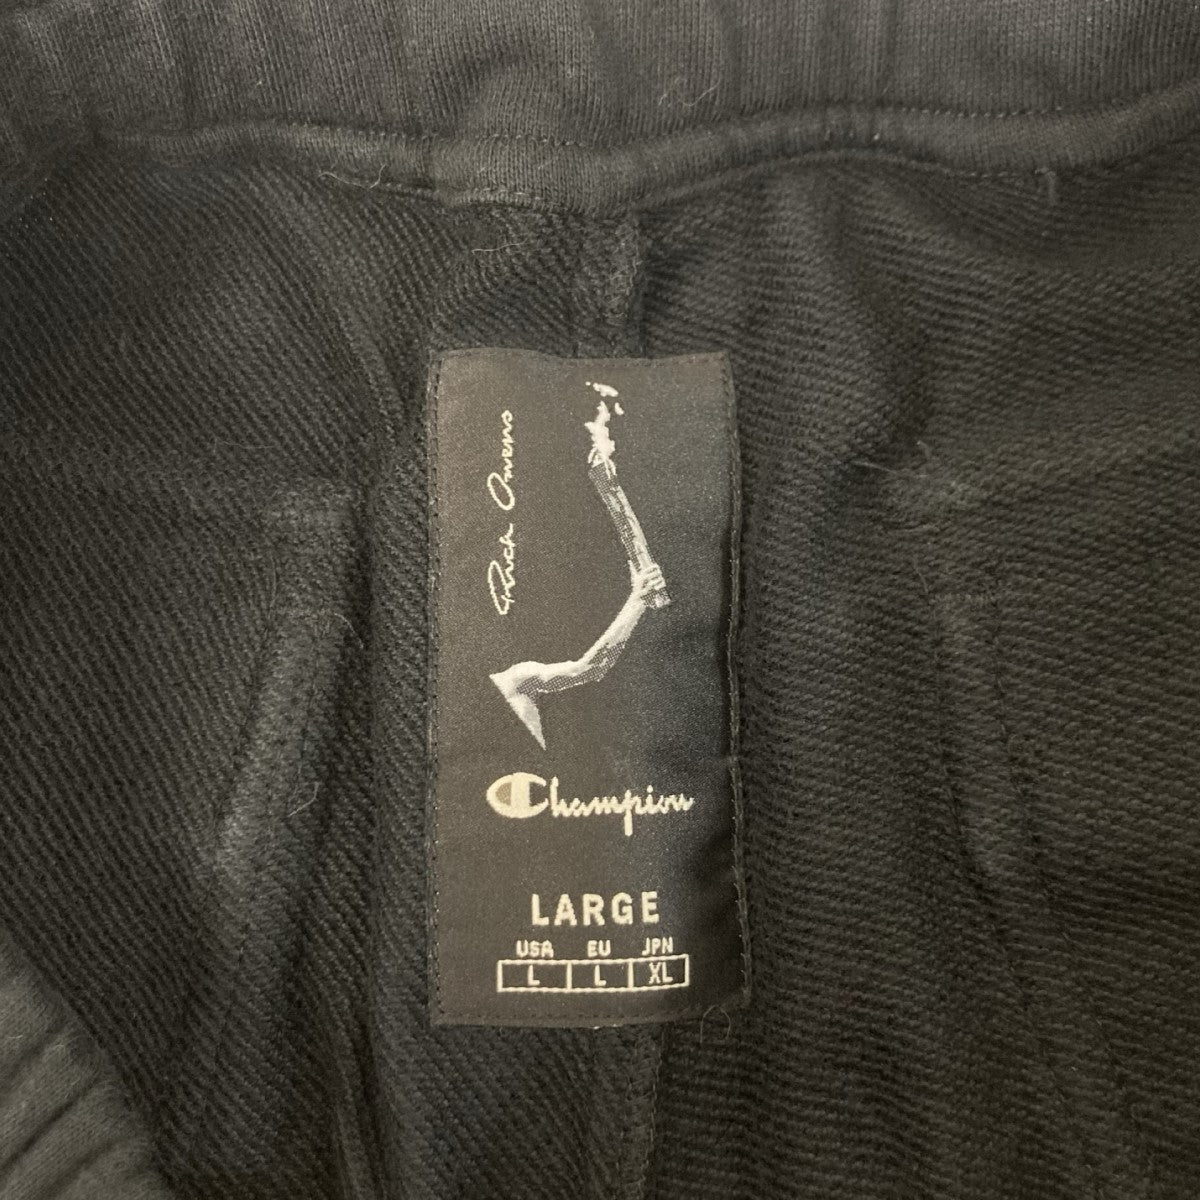 Rick Owens
Champion
LARGE
USA EU JPN
L L XL